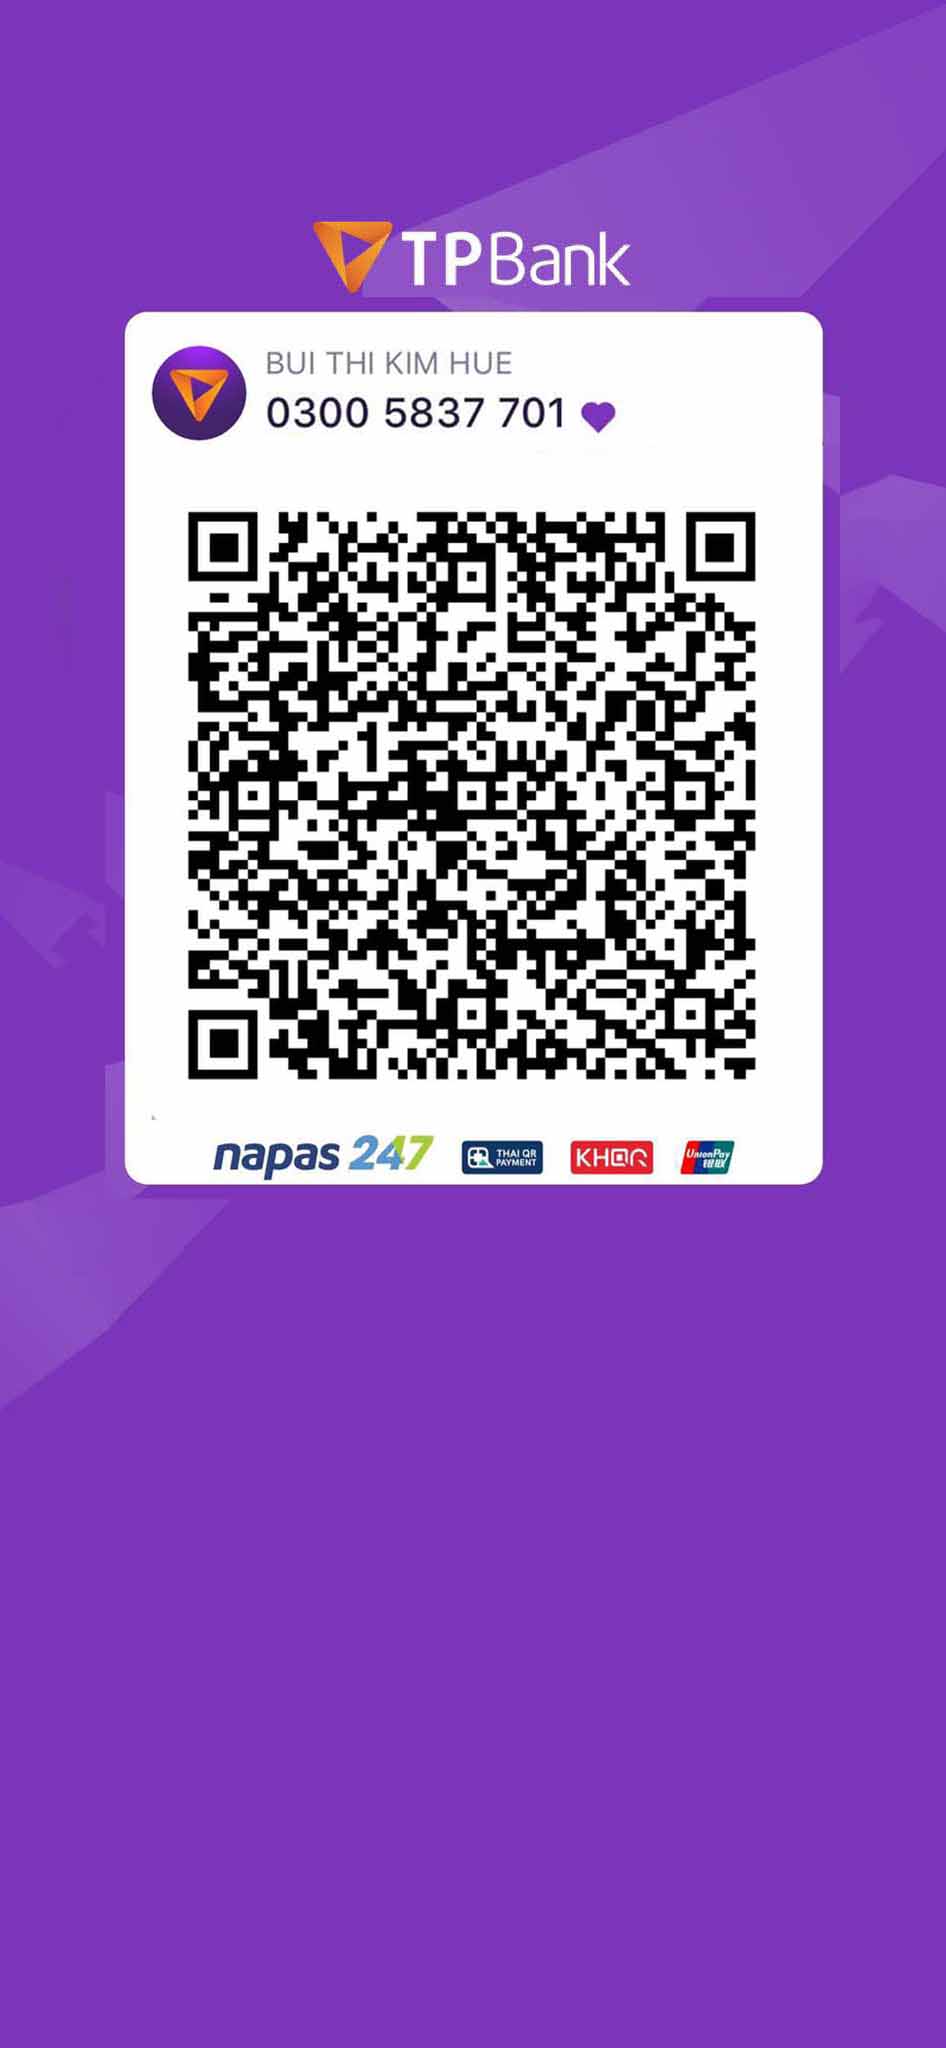 TPBank
BUI THI KIM HUE
0300 5837 701
napas 247
THAI QR
PAYMENT
KHQR
UnionPay
银联